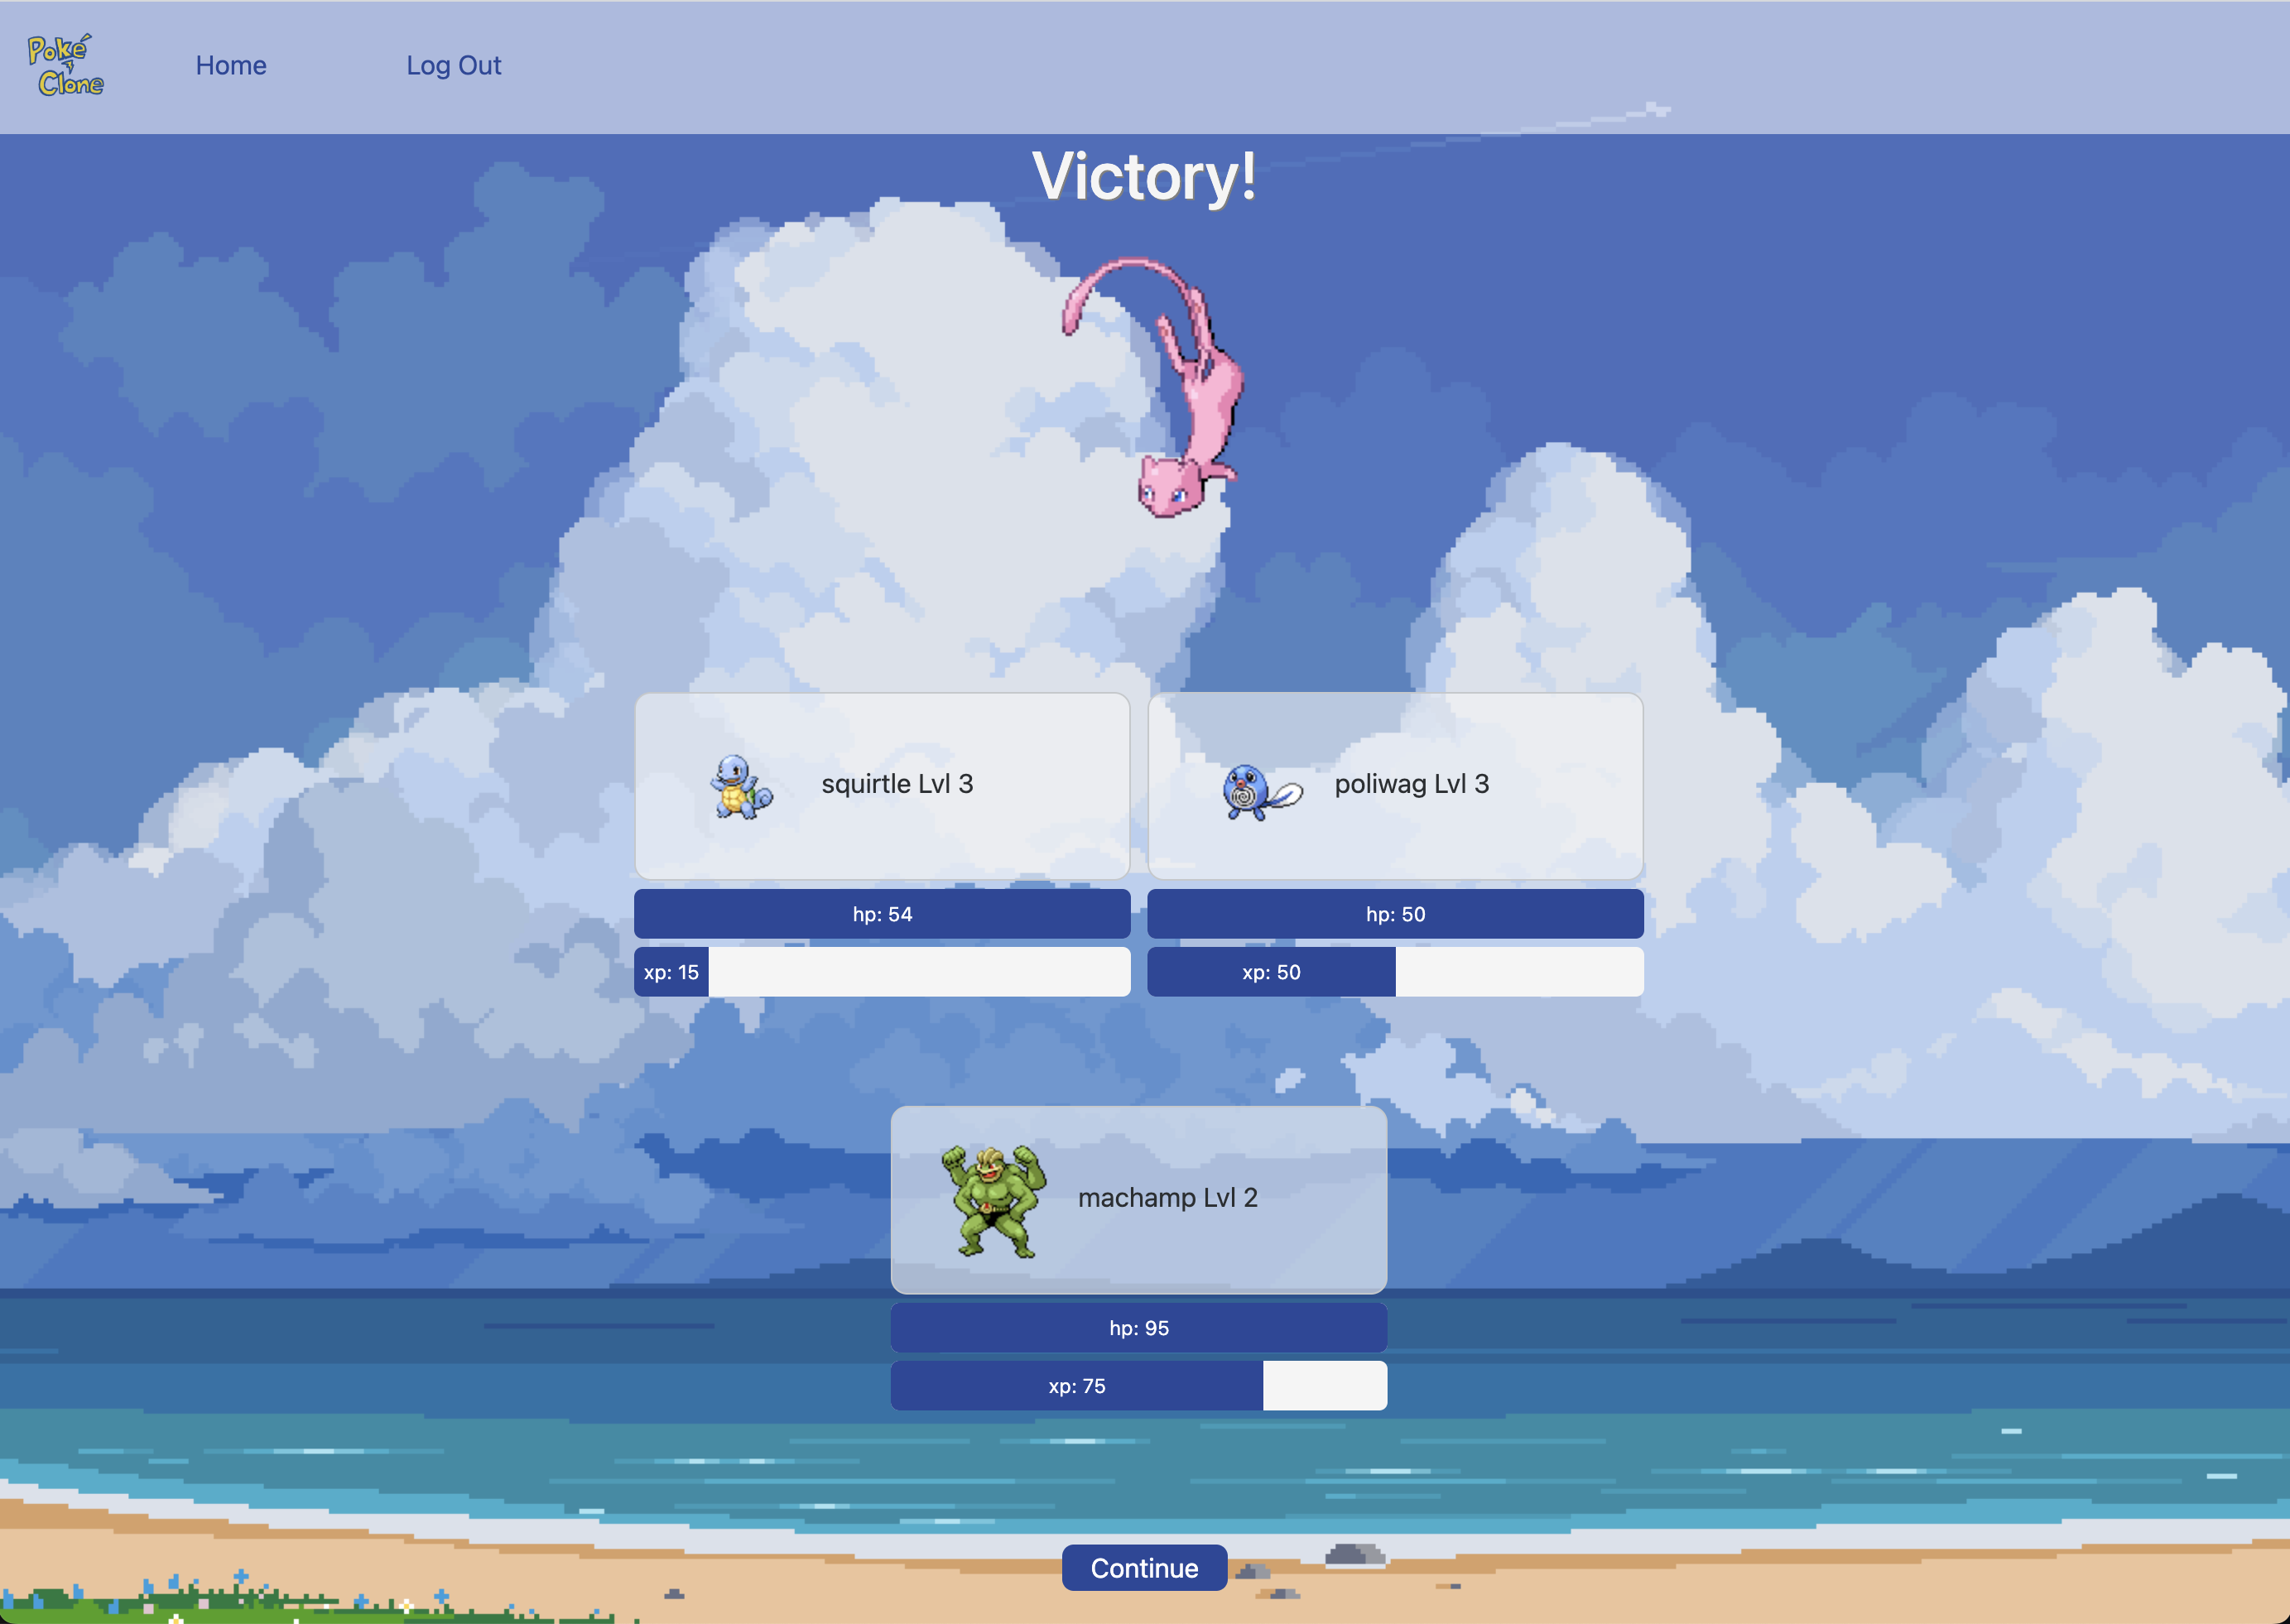 Poké
Clone
Home
Log Out
Victory!
squirtle Lvl 3
poliwag Lvl 3
hp: 54
hp: 50
xp: 15
xp: 50
machamp Lvl 2
hp: 95
xp: 75
Continue